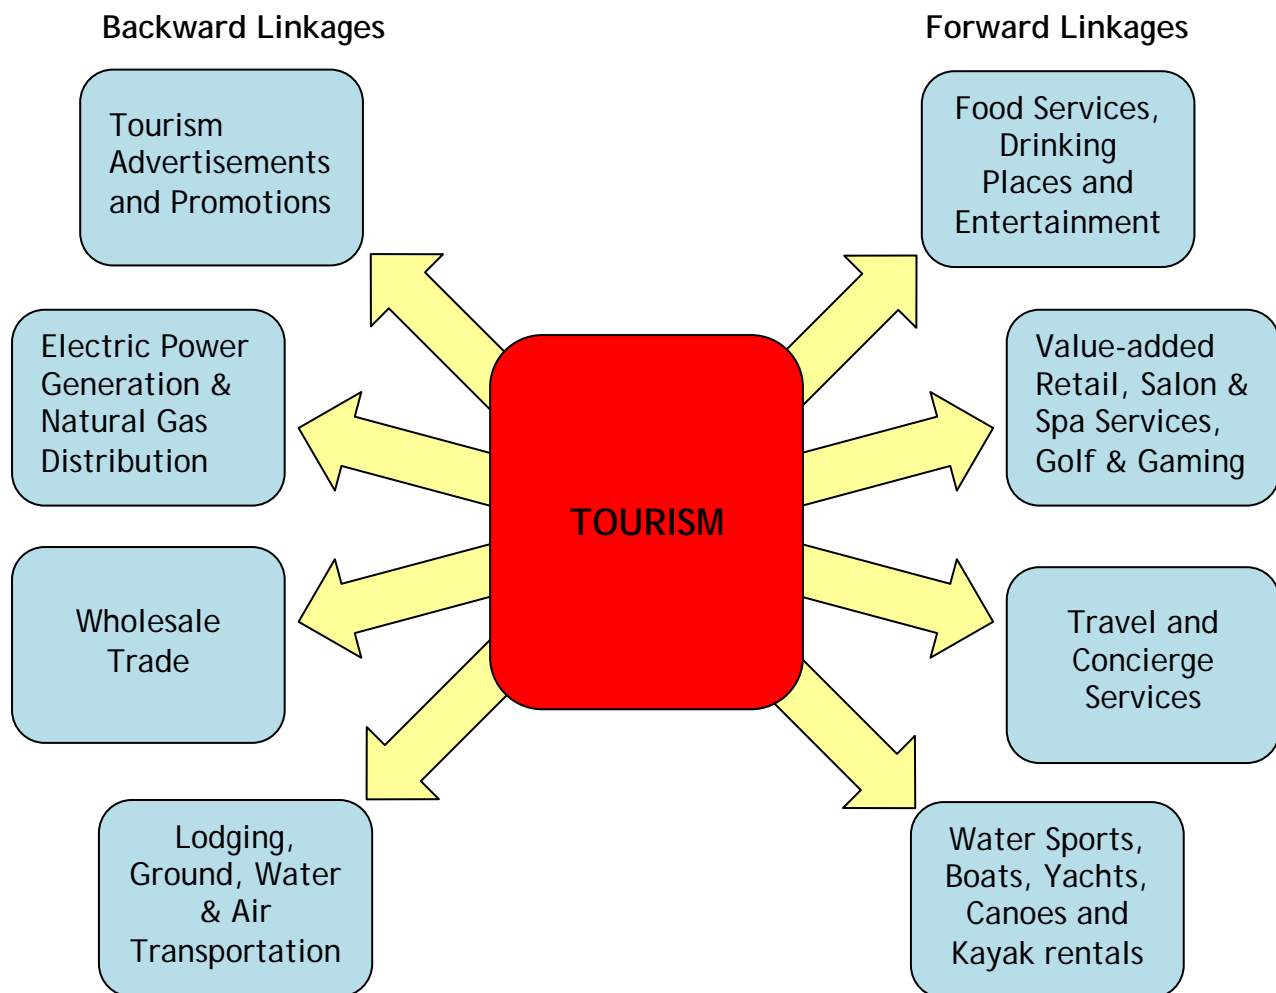 Backward Linkages
Forward Linkages
Tourism
Advertisements
and Promotions
Electric Power
Generation &
Natural Gas
Distribution
Wholesale
Trade
Lodging,
Ground, Water
& Air
Transportation
TOURISM
Food Services,
Drinking
Places and
Entertainment
Value-added
Retail, Salon &
Spa Services,
Golf & Gaming
Travel and
Concierge
Services
Water Sports,
Boats, Yachts,
Canoes and
Kayak rentals